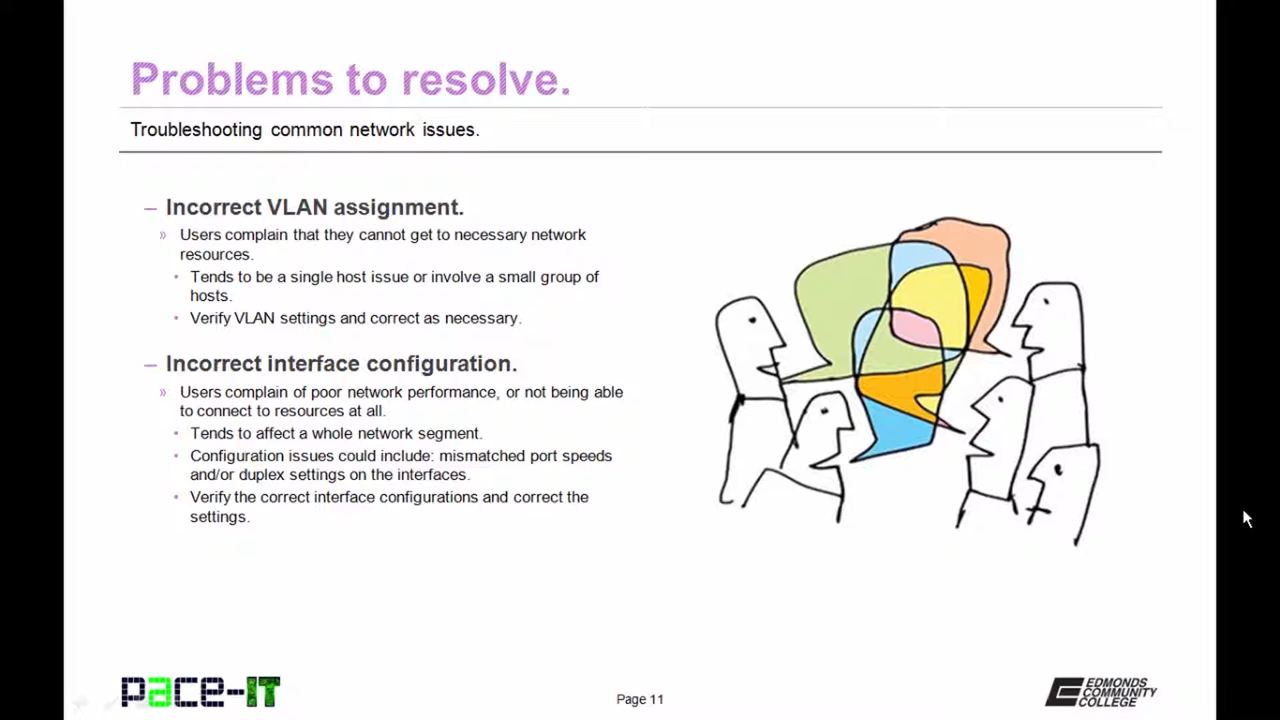 Problems to resolve.
Troubleshooting common network issues.
– Incorrect VLAN assignment.
» Users complain that they cannot get to necessary network
resources.
• Tends to be a single host issue or involve a small group of
hosts.
• Verify VLAN settings and correct as necessary.
– Incorrect interface configuration.
» Users complain of poor network performance, or not being able
to connect to resources at all.
• Tends to affect a whole network segment.
• Configuration issues could include: mismatched port speeds
and/or duplex settings on the interfaces.
• Verify the correct interface configurations and correct the
settings.
pace-IT
Page 11
EDMONDS
COMMUNITY
COLLEGE